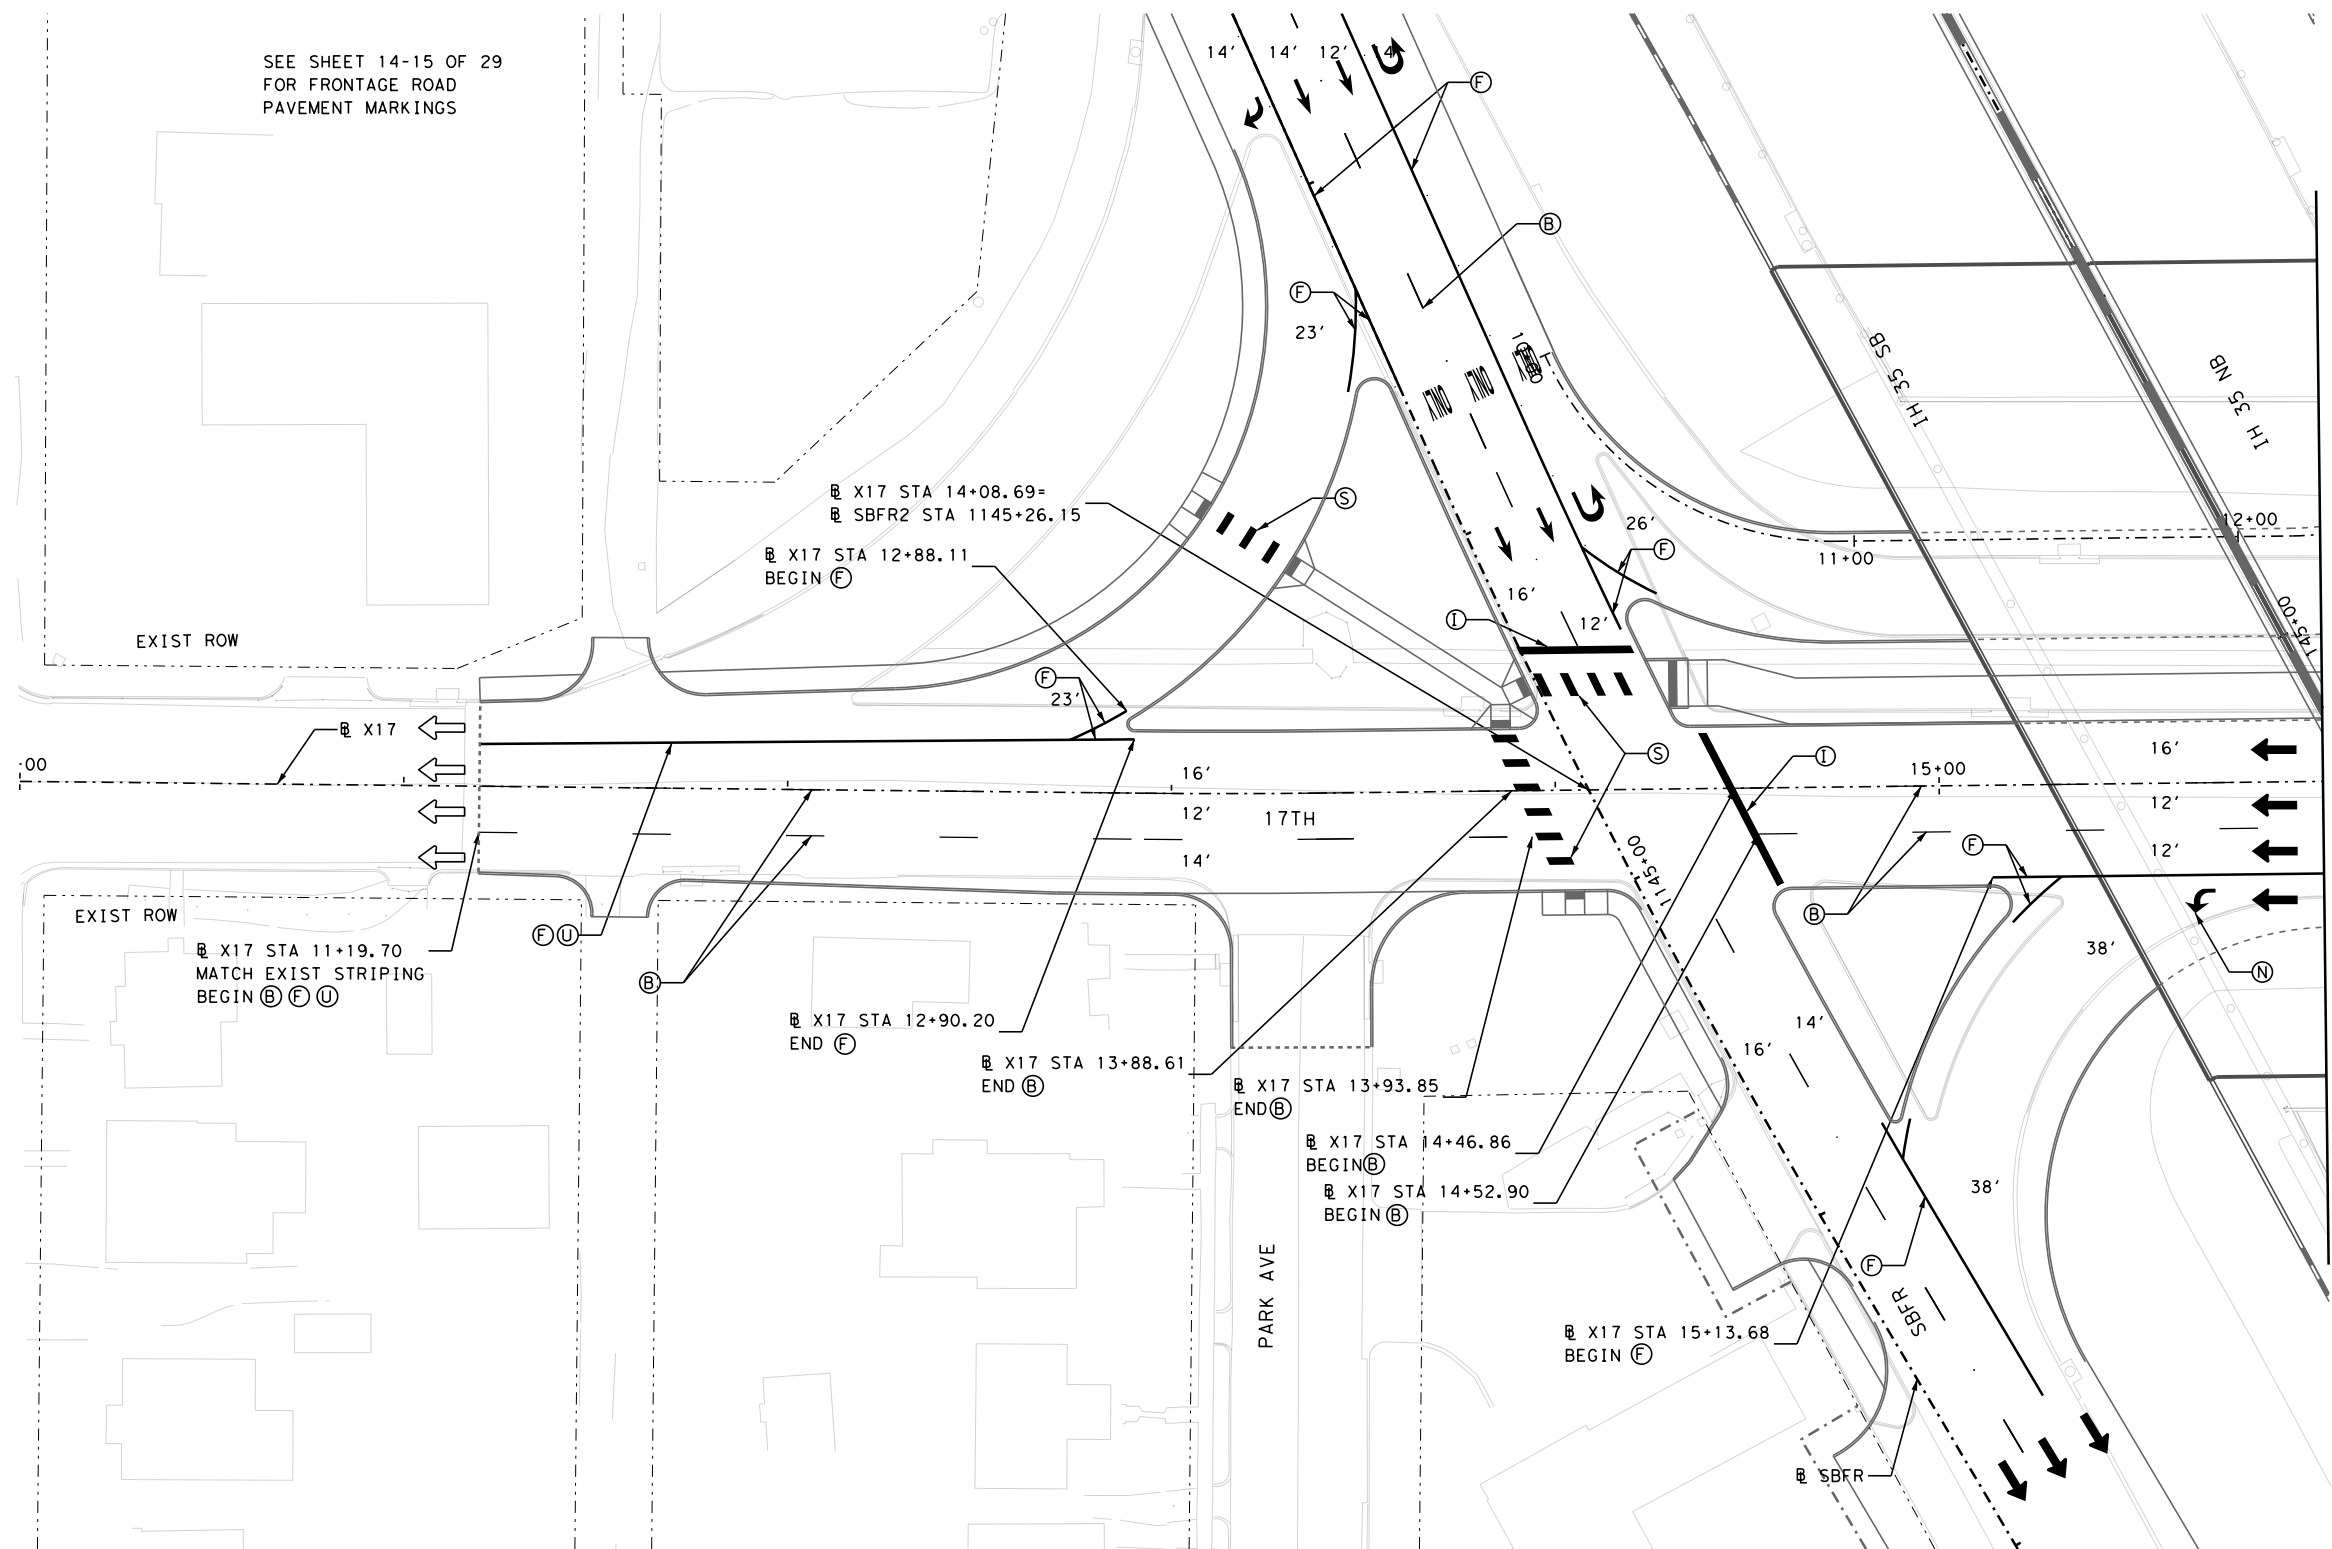 SEE SHEET 14-15 OF 29
FOR FRONTAGE ROAD
PAVEMENT MARKINGS
14' 14' 12' 14'
F
B
F
23'
IH 35 SB
IH 35 NB
ONLY ONLY
℄ X17 STA 14+08.69=
℄ SBFR2 STA 1145+26.15
S
26'
F
12+00
11+00
℄ X17 STA 12+88.11
BEGIN F
16'
12'
I
1145+00
EXIST ROW
F
23'
℄ X17
00
16'
12'
17TH
14'
S
I
15+00
16'
12'
12'
F
1145+00
B
N
38'
EXIST ROW
F U
℄ X17 STA 11+19.70
MATCH EXIST STRIPING
BEGIN B F U
B
℄ X17 STA 12+90.20
END F
℄ X17 STA 13+88.61
END B
℄ X17 STA 13+93.85
END B
14'
16'
℄ X17 STA 14+46.86
BEGIN B
℄ X17 STA 14+52.90
BEGIN B
38'
F
PARK AVE
SBFR
℄ X17 STA 15+13.68
BEGIN F
℄ SBFR